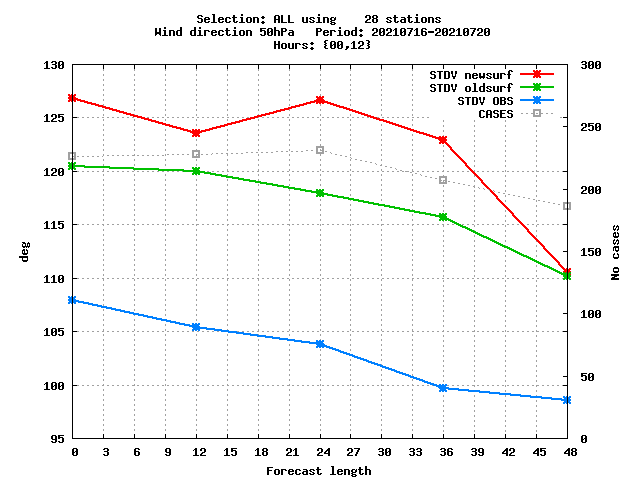 Selection: ALL using    28 stations
Wind direction 50hPa   Period: 20210716-20210720
Hours: {00,12}
130
125
120
115
110
105
100
95
deg
300
250
200
150
100
50
0
No cases
STDV newsurf
STDV oldsurf
STDV OBS
CASES
0 3 6 9 12 15 18 21 24 27 30 33 36 39 42 45 48
Forecast length